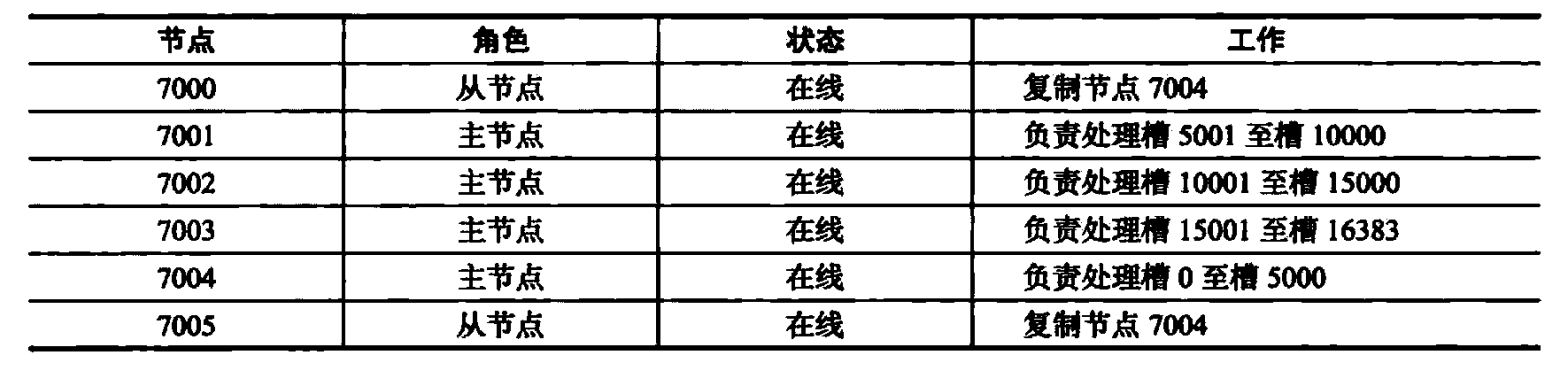 节点 角色 状态 工作
7000 从节点 在线 复制节点 7004
7001 主节点 在线 负责处理槽 5001 至槽 10000
7002 主节点 在线 负责处理槽 10001 至槽 15000
7003 主节点 在线 负责处理槽 15001 至槽 16383
7004 主节点 在线 负责处理槽 0 至槽 5000
7005 从节点 在线 复制节点 7004